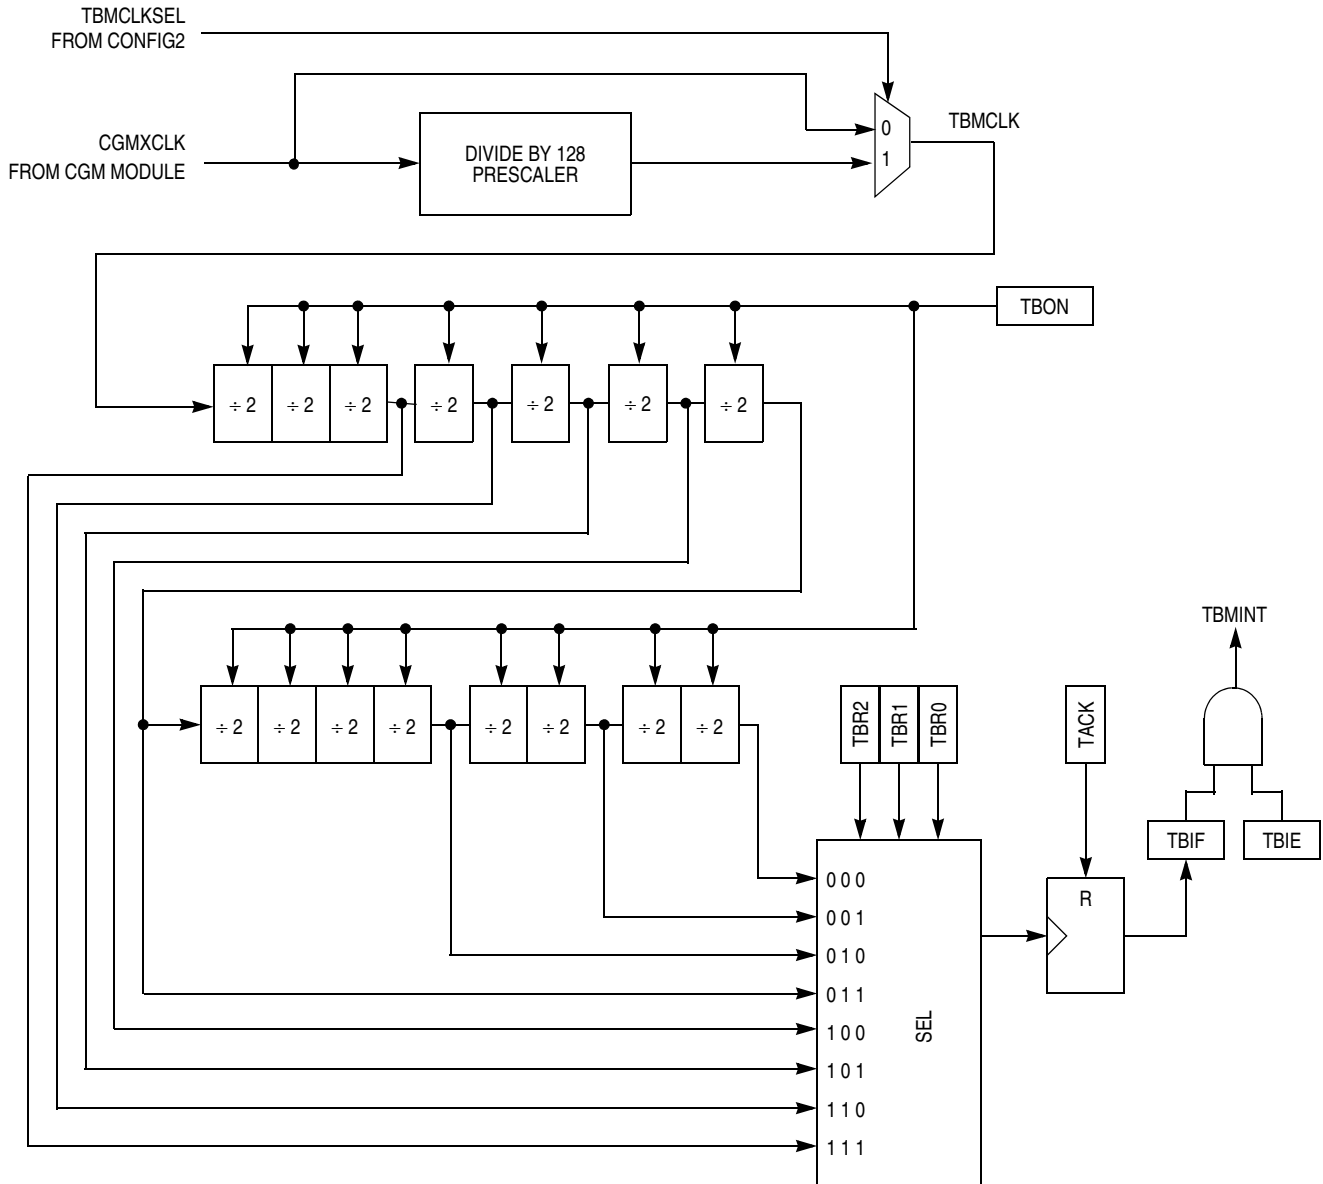 TBMCLKSEL
FROM CONFIG2
CGMXCLK
FROM CGM MODULE
DIVIDE BY 128
PRESCALER
0
1
TBMCLK
TBON
÷ 2
÷ 2
÷ 2
÷ 2
÷ 2
÷ 2
÷ 2
TBMINT
÷ 2
÷ 2
÷ 2
÷ 2
÷ 2
÷ 2
÷ 2
÷ 2
TBR2
TBR1
TBR0
TACK
TBIF
TBIE
R
0 0 0
0 0 1
0 1 0
0 1 1
1 0 0
1 0 1
1 1 0
1 1 1
SEL